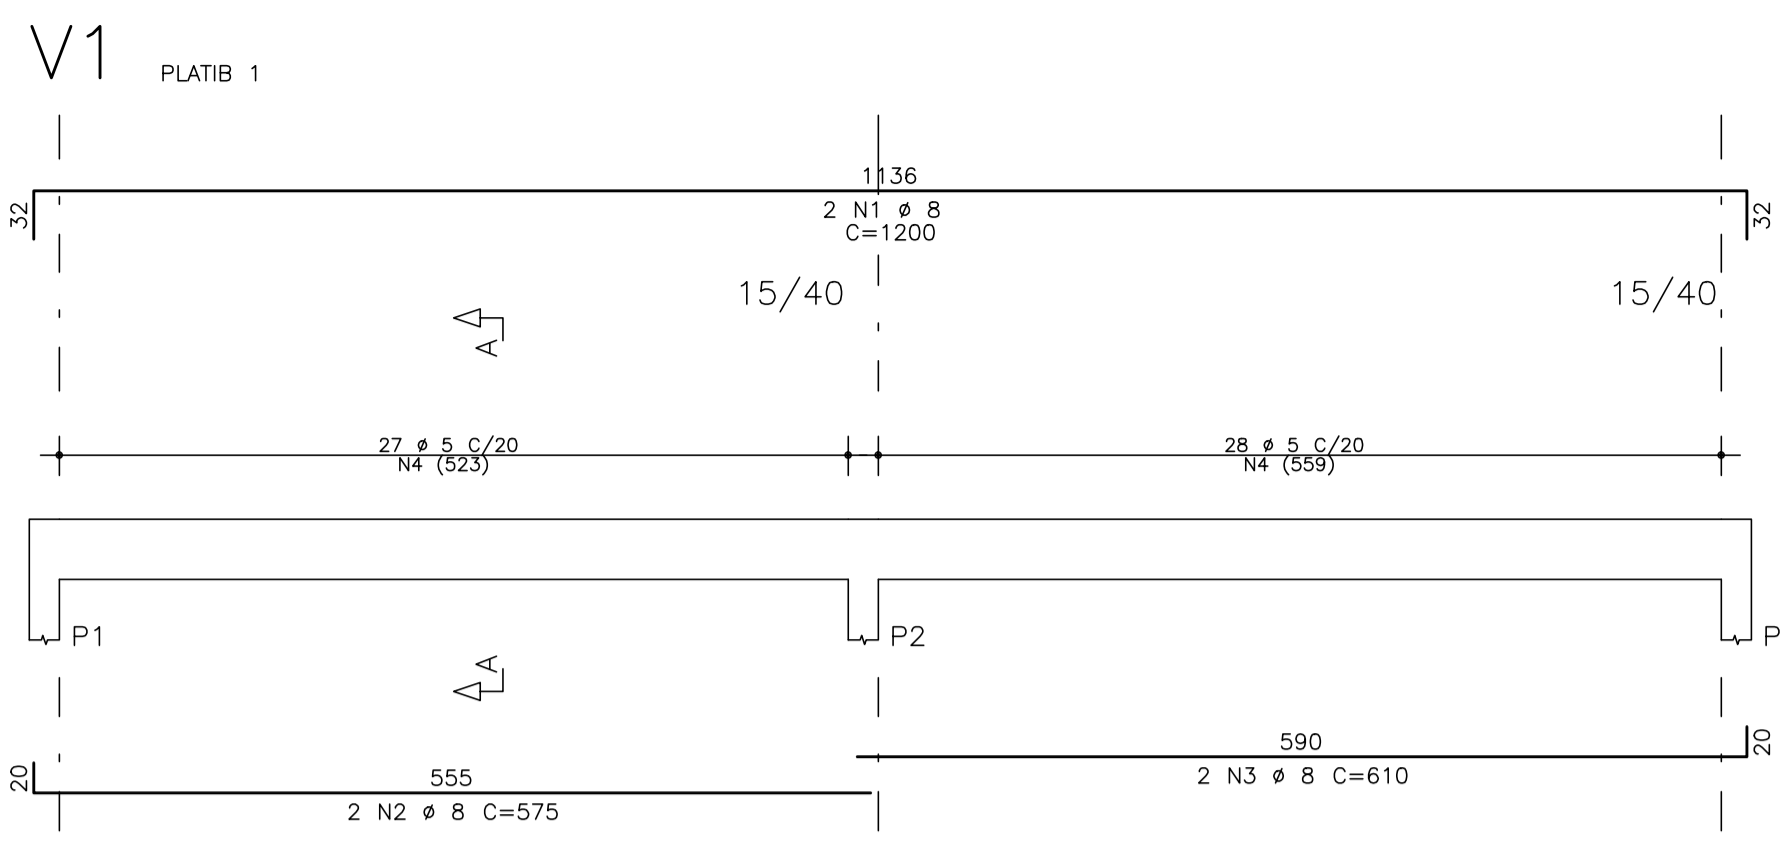 V1 PLATIB 1
1136
32
2 N1 ø 8
32
C=1200
15/40
15/40
A
27 ø 5 C/20
28 ø 5 C/20
N4 (523)
N4 (559)
P1
P2
P
A
590
20
20
555
2 N3 ø 8 C=610
2 N2 ø 8 C=575